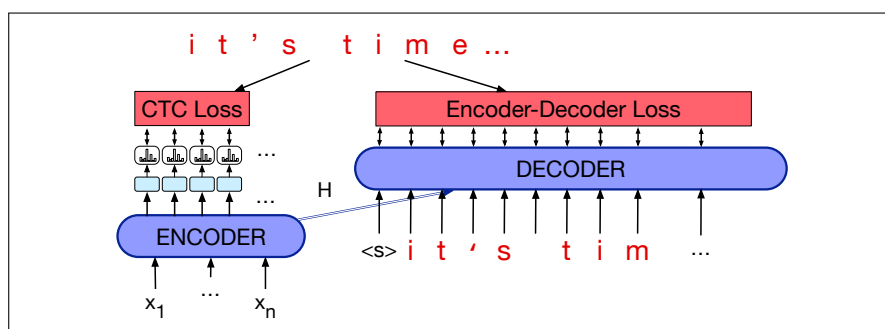 i t ' s t i m e ...
CTC Loss Encoder-Decoder Loss
...
DECODER
... H
ENCODER
<s> i t ' s t i m ...
x1 ... xn